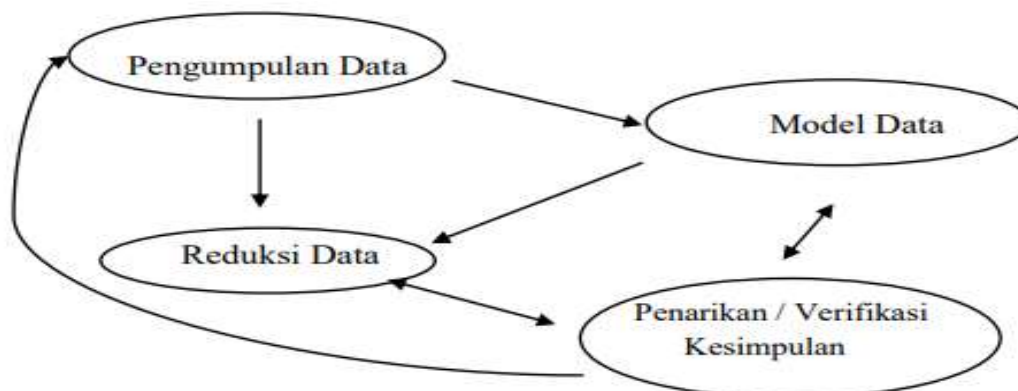 Pengumpulan Data
Model Data
Reduksi Data
Penarikan / Verifikasi
Kesimpulan